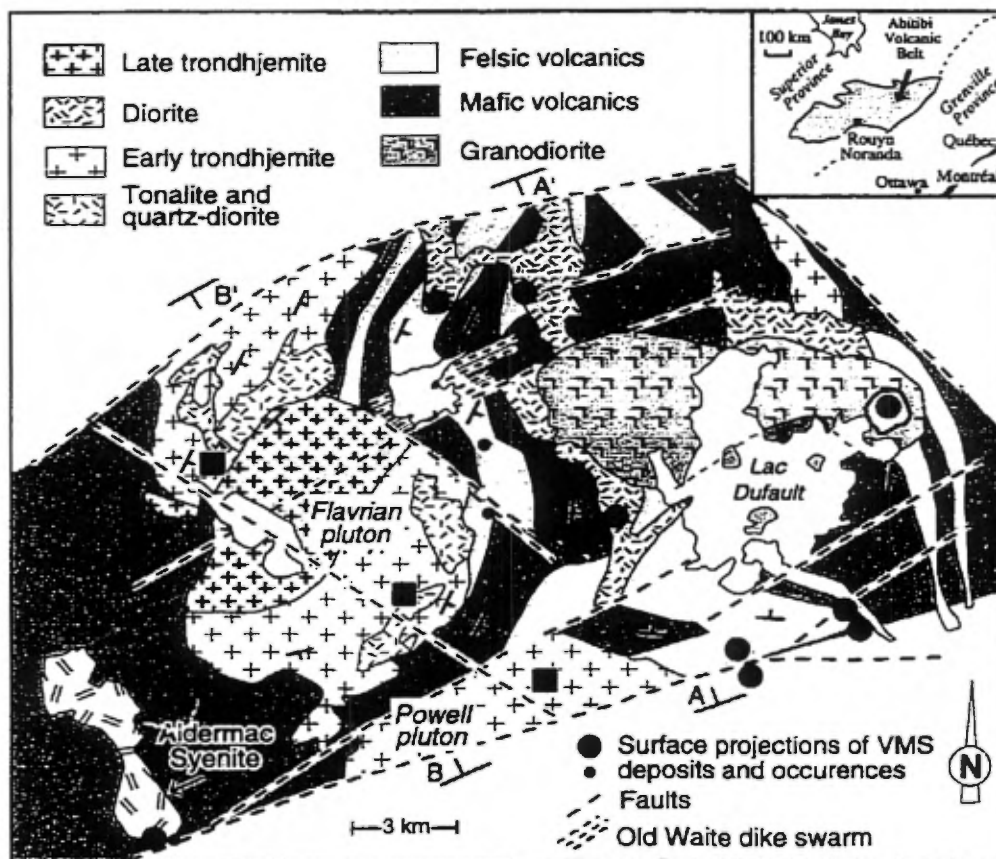 Late trondhjemite
Diorite
Early trondhjemite
Tonalite and
quartz-diorite
Felsic volcanics
Mafic volcanics
Granodiorite
100 km
James
Bay
Abitibi
Volcanic
Belt
Superior
Province
Grenville
Province
Rouyn
Noranda
Québec
Ottawa
Montréal
A'
B'
Lac
Dufault
Flavrian
pluton
Powell
pluton
A
B
Aldermac
Syenite
3 km
Surface projections of VMS
deposits and occurences
Faults
Old Waite dike swarm
N